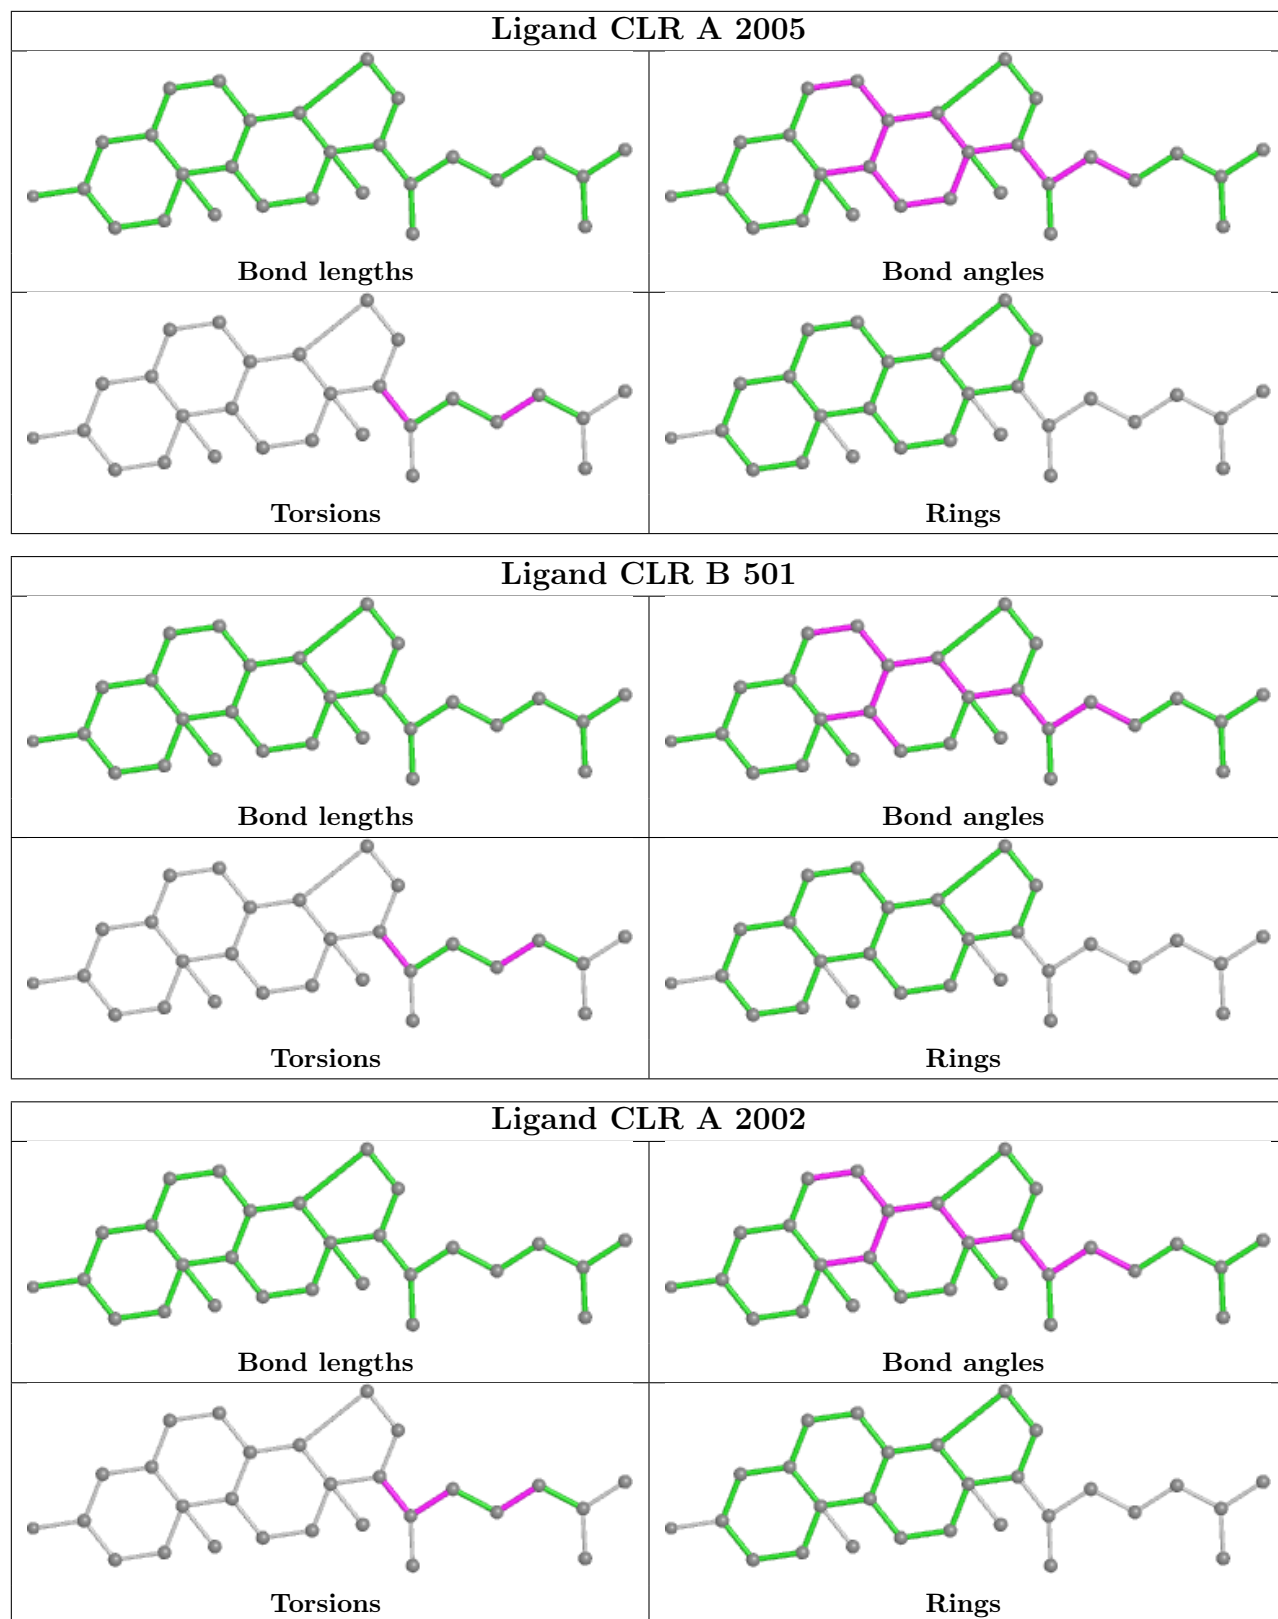 Ligand CLR A 2005
Bond lengths
Bond angles
Torsions
Rings
Ligand CLR B 501
Bond lengths
Bond angles
Torsions
Rings
Ligand CLR A 2002
Bond lengths
Bond angles
Torsions
Rings